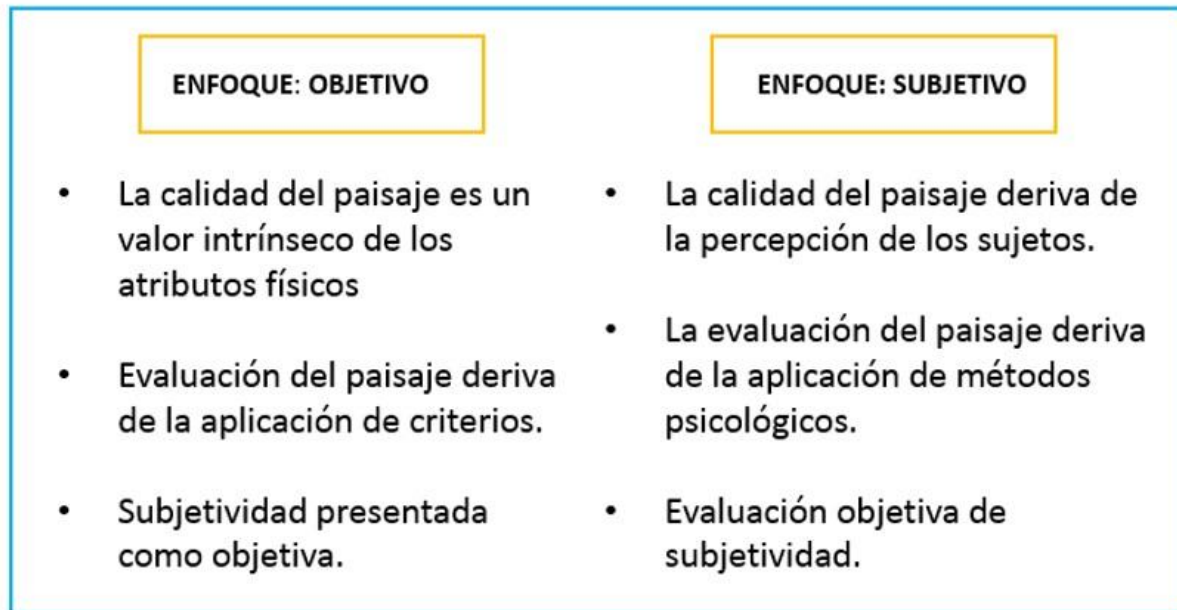 ENFOQUE: OBJETIVO
• La calidad del paisaje es un
valor intrínseco de los
atributos físicos
• Evaluación del paisaje deriva
de la aplicación de criterios.
• Subjetividad presentada
como objetiva.
ENFOQUE: SUBJETIVO
• La calidad del paisaje deriva de
la percepción de los sujetos.
• La evaluación del paisaje deriva
de la aplicación de métodos
psicológicos.
• Evaluación objetiva de
subjetividad.